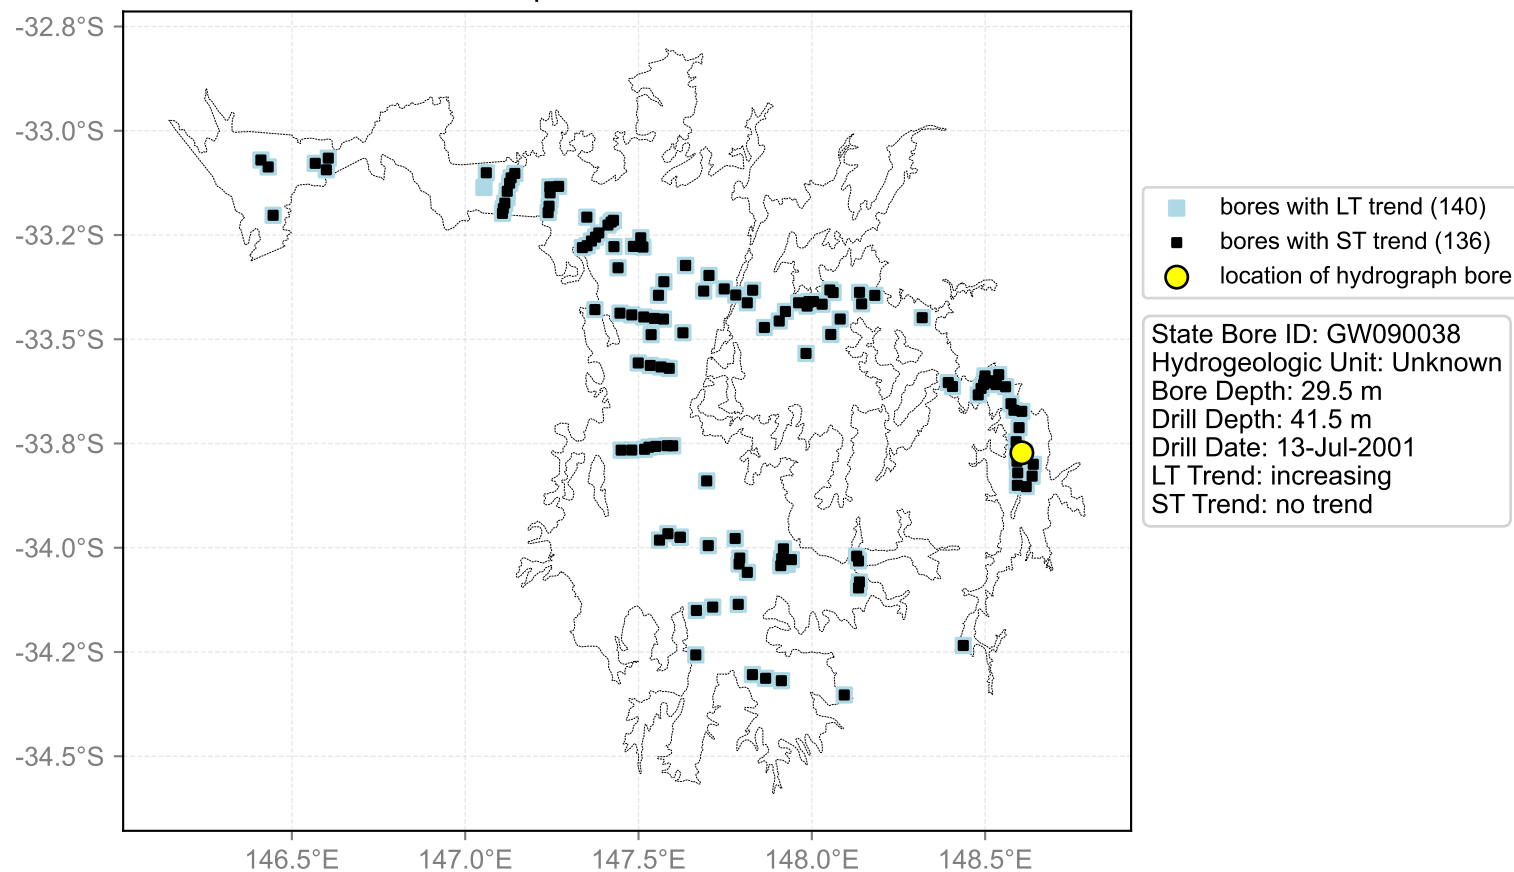 -32.8°S
-33.0°S
-33.2°S
-33.5°S
-33.8°S
-34.0°S
-34.2°S
-34.5°S
146.5°E
147.0°E
147.5°E
148.0°E
148.5°E
bores with LT trend (140)
bores with ST trend (136)
location of hydrograph bore
State Bore ID: GW090038
Hydrogeologic Unit: Unknown
Bore Depth: 29.5 m
Drill Depth: 41.5 m
Drill Date: 13-Jul-2001
LT Trend: increasing
ST Trend: no trend